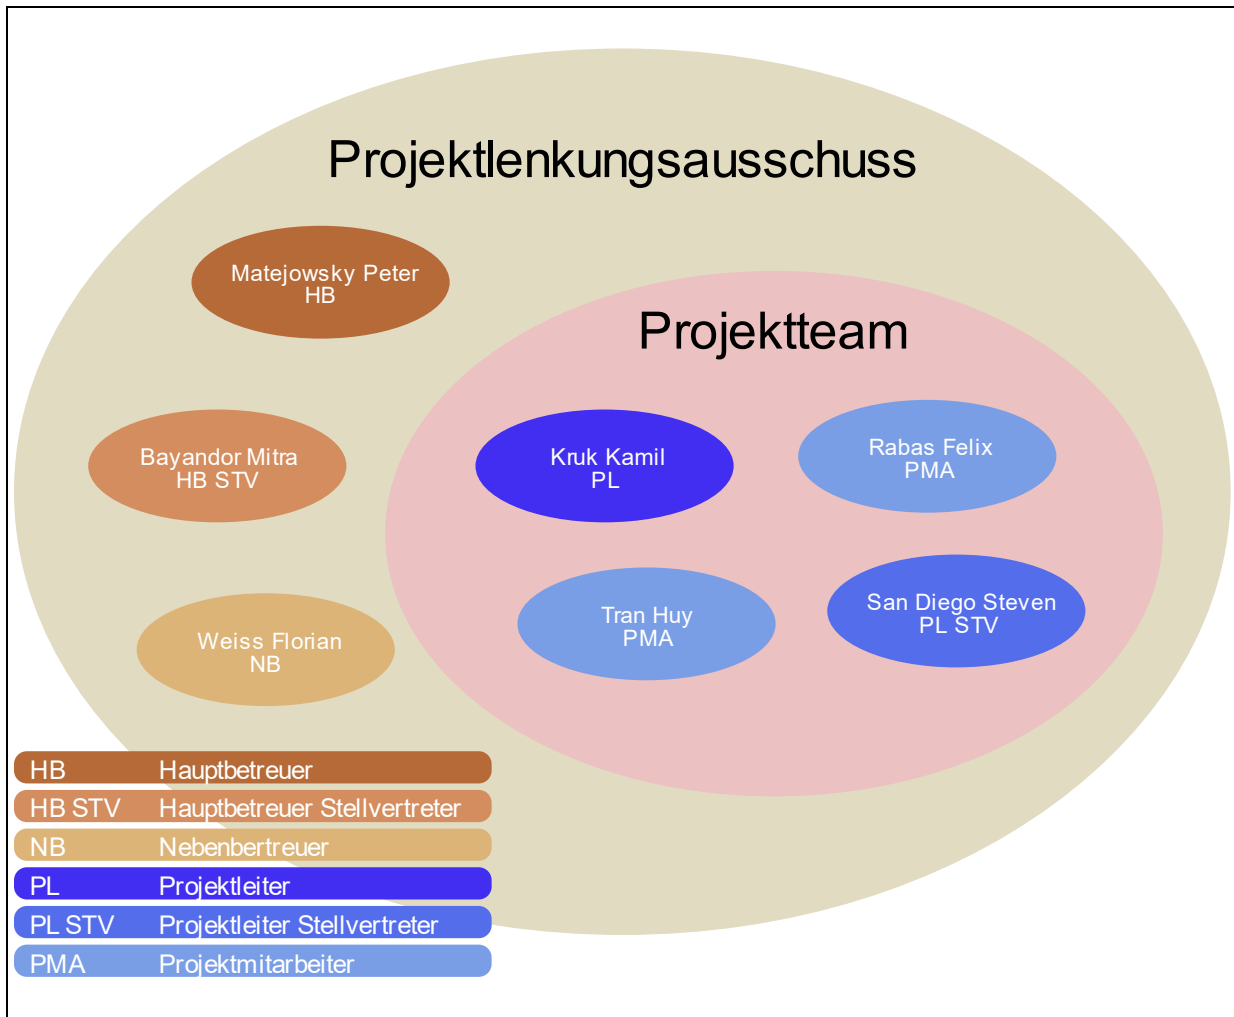 Projektlenkungsausschuss
Matejowsky Peter
HB
Projektteam
Bayandor Mitra
HB STV
Kruk Kamil
PL
Rabas Felix
PMA
Weiss Florian
NB
Tran Huy
PMA
San Diego Steven
PL STV
HB Hauptbetreuer
HB STV Hauptbetreuer Stellvertreter
NB Nebenbertreuer
PL Projektleiter
PL STV Projektleiter Stellvertreter
PMA Projektmitarbeiter